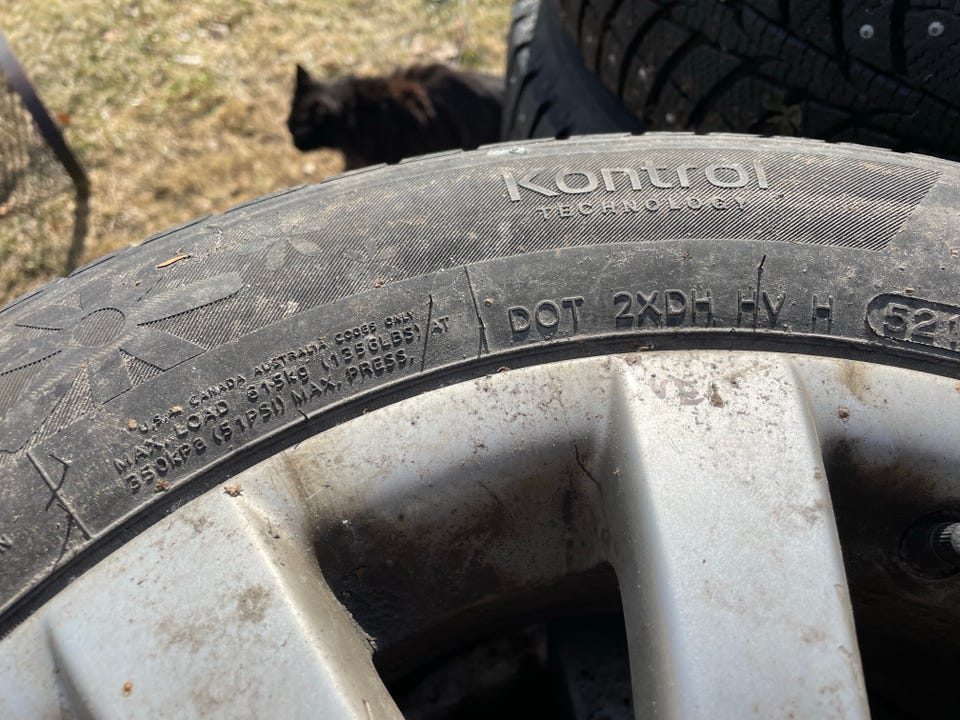 Kontrol
TECHNOLOGY
U.S.A. CANADA AUSTRALIA CODES ONLY
MAX. LOAD 615kg (1356LBS) AT
350kPa (51PSI) MAX. PRESS.
DOT 2XDH HV H